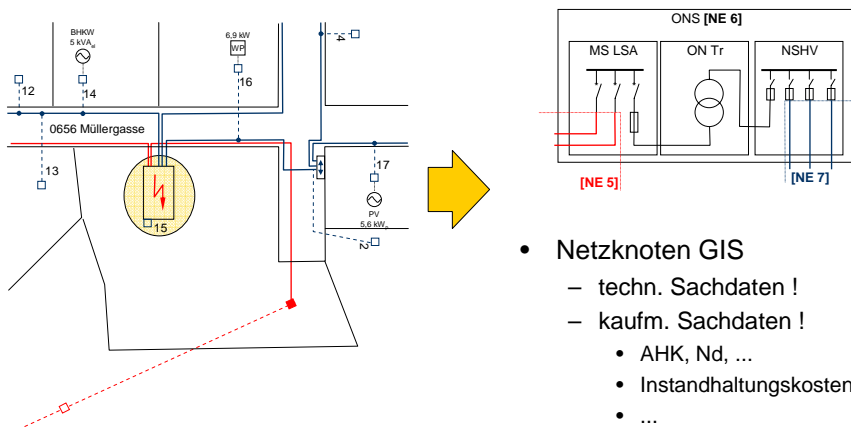 BHKW
5 kVAel
6,9 kW
WP
4
12
14
16
0656 Müllergasse
13
17
15
PV
5,6 kWp
2
ONS [NE 6]
MS LSA
ON Tr
NSHV
[NE 5]
[NE 7]
• Netzknoten GIS
– techn. Sachdaten !
– kaufm. Sachdaten !
• AHK, Nd, ...
• Instandhaltungskosten
• ...